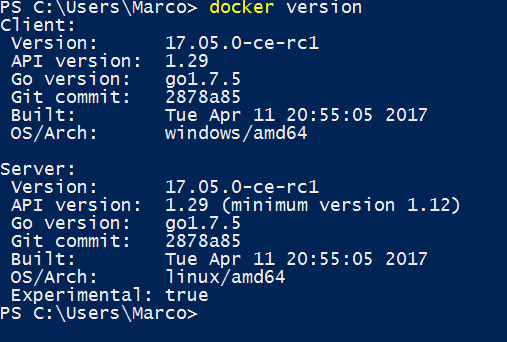 PS C:\Users\Marco> docker version
Client:
 Version:      17.05.0-ce-rc1
 API version:  1.29
 Go version:   go1.7.5
 Git commit:   2878a85
 Built:        Tue Apr 11 20:55:05 2017
 OS/Arch:      windows/amd64

Server:
 Version:      17.05.0-ce-rc1
 API version:  1.29 (minimum version 1.12)
 Go version:   go1.7.5
 Git commit:   2878a85
 Built:        Tue Apr 11 20:55:05 2017
 OS/Arch:      linux/amd64
 Experimental: true
PS C:\Users\Marco>